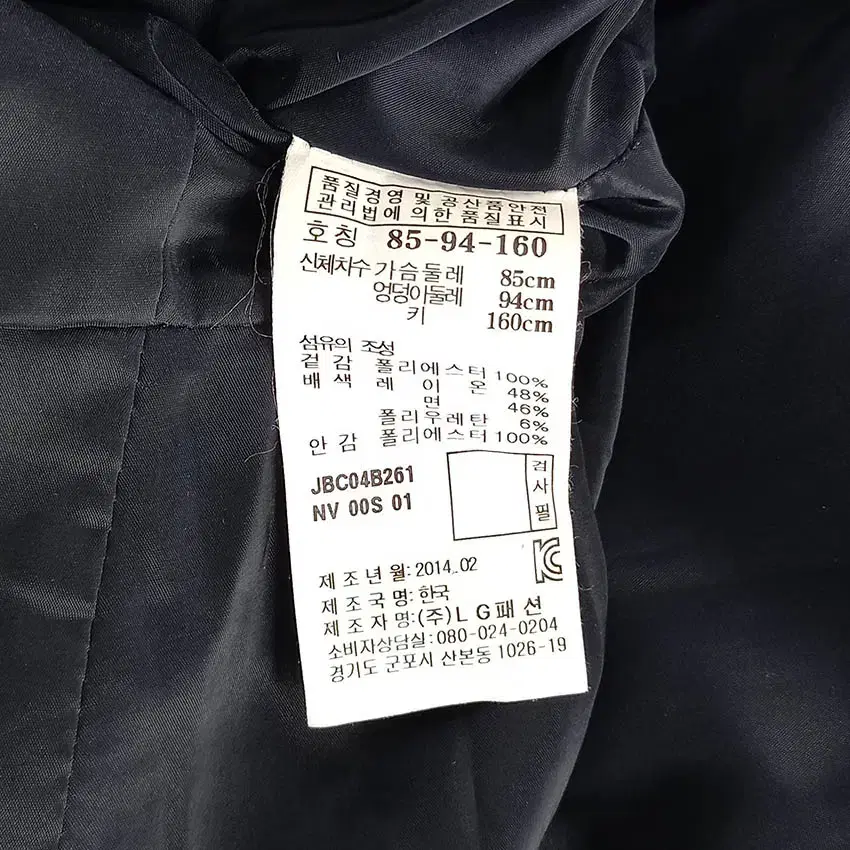 품질경영 및 공산품안전
관리법에 의한 품질표시
호칭 85-94-160
신체치수 가슴둘레 85cm
엉덩이둘레 94cm
키 160cm
섬유의 조성
겉감 폴리에스터 100%
배색 레이온 48%
면 46%
폴리우레탄 6%
안감 폴리에스터 100%
JBC04B261
NV 00S 01
검사필
제조년월: 2014.02
제조국명: 한국
제조자명: (주)LG패션
소비자상담실: 080-024-0204
경기도 군포시 산본동 1026-19